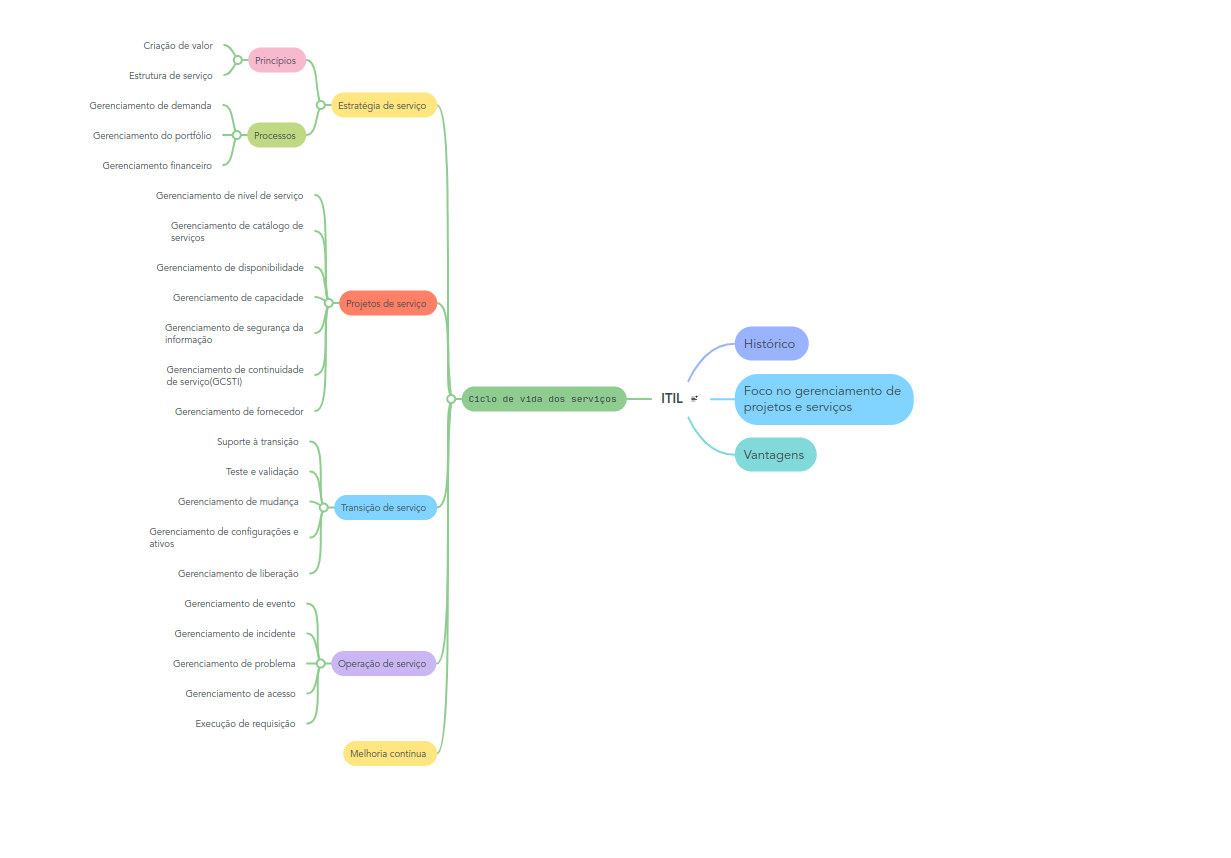 Criação de valor
Estrutura de serviço
Princípios
Gerenciamento de demanda
Gerenciamento do portfólio
Gerenciamento financeiro
Processos
Estratégia de serviço
Gerenciamento de nível de serviço
Gerenciamento de catálogo de
serviços
Gerenciamento de disponibilidade
Gerenciamento de capacidade
Gerenciamento de segurança da
informação
Gerenciamento de continuidade
de serviço(GCSTI)
Gerenciamento de fornecedor
Projetos de serviço
Suporte à transição
Teste e validação
Gerenciamento de mudança
Gerenciamento de configurações e
ativos
Gerenciamento de liberação
Transição de serviço
Gerenciamento de evento
Gerenciamento de incidente
Gerenciamento de problema
Gerenciamento de acesso
Execução de requisição
Operação de serviço
Melhoria contínua
Ciclo de vida dos serviços
ITIL
Histórico
Foco no gerenciamento de
projetos e serviços
Vantagens